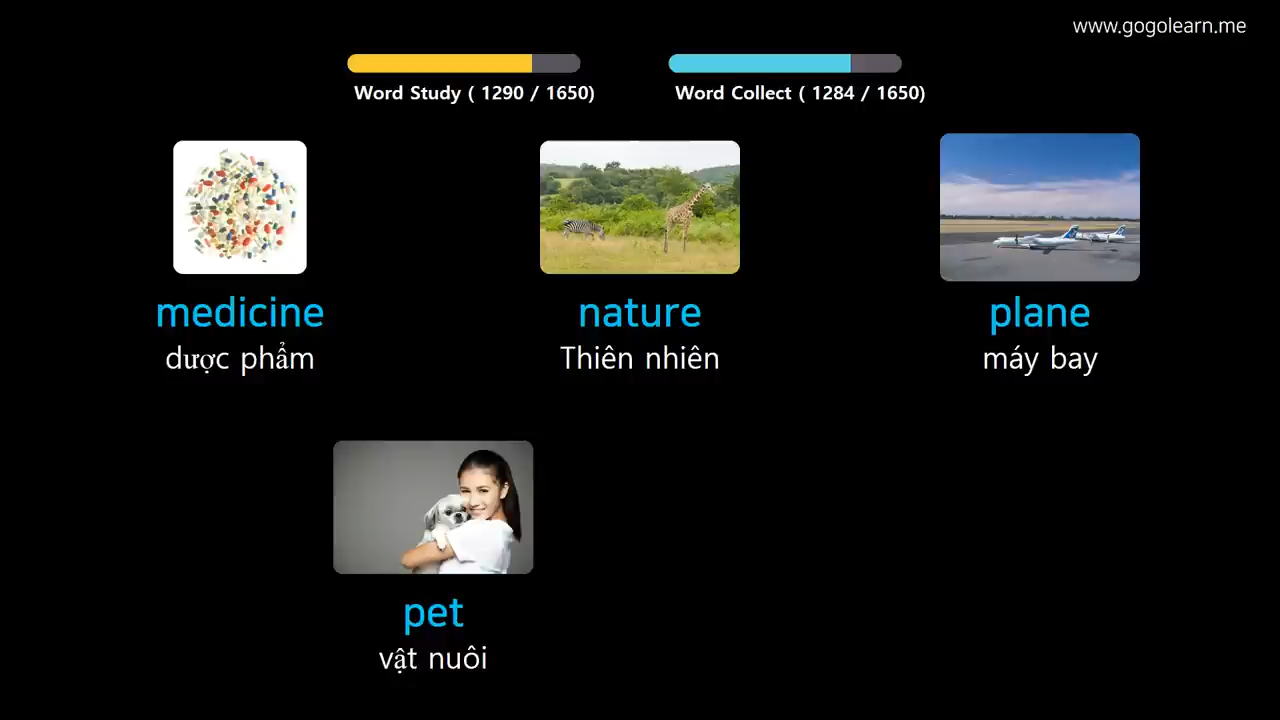 www.gogolearn.me
Word Study ( 1290 / 1650)
Word Collect ( 1284 / 1650)
medicine
dược phẩm
nature
Thiên nhiên
plane
máy bay
pet
vật nuôi